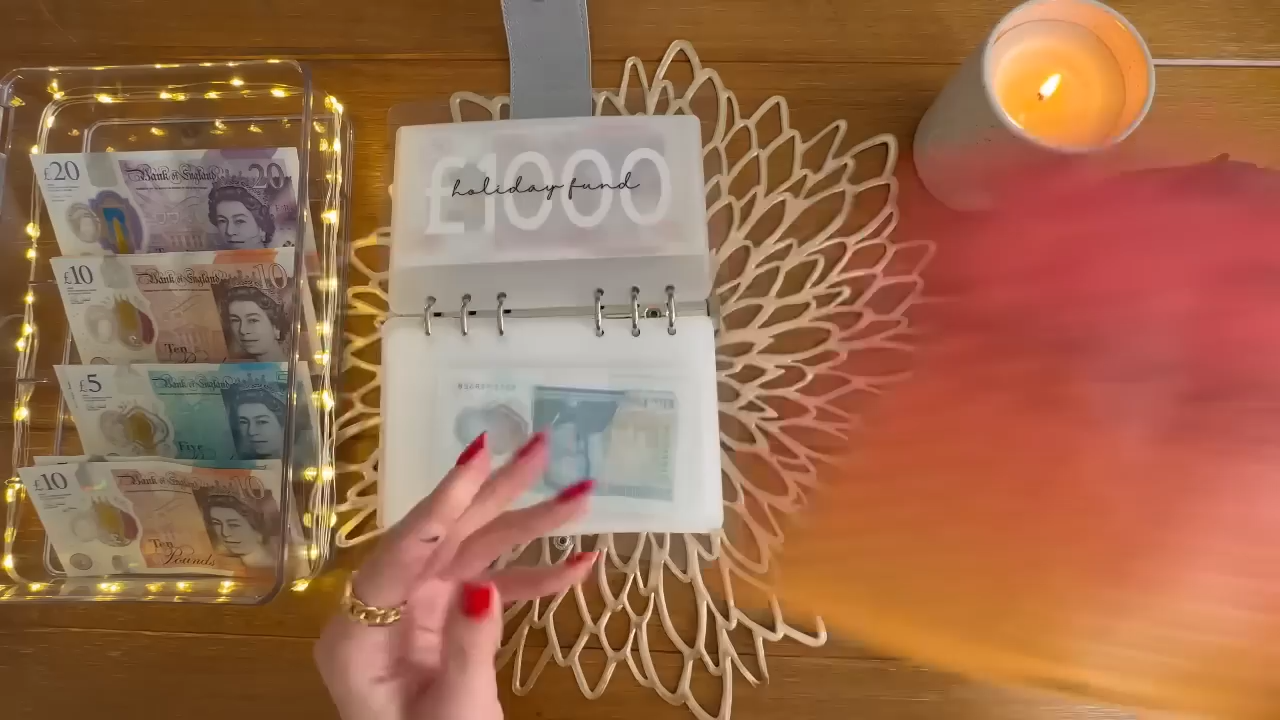 £1000
holiday fund
£20
Bank of England
20
£10
Bank of England
10
Ten
£5
Bank of England
5
Five
£10
Bank of England
10
Ten
Pounds